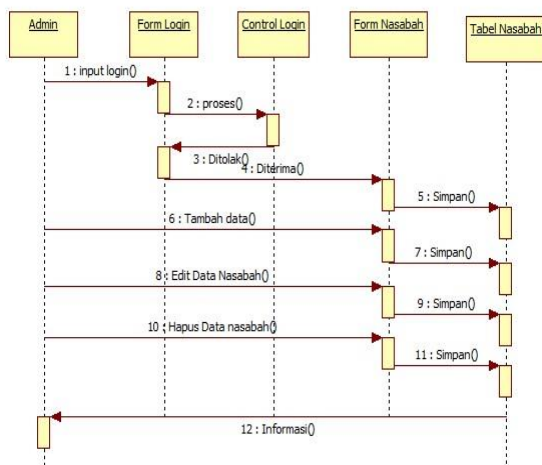 Admin
Form Login
Control Login
Form Nasabah
Tabel Nasabah
1 : input login()
2 : proses()
3 : Ditolak()
4 : Diterima()
5 : Simpan()
6 : Tambah data()
7 : Simpan()
8 : Edit Data Nasabah()
9 : Simpan()
10 : Hapus Data nasabah()
11 : Simpan()
12 : Informasi()